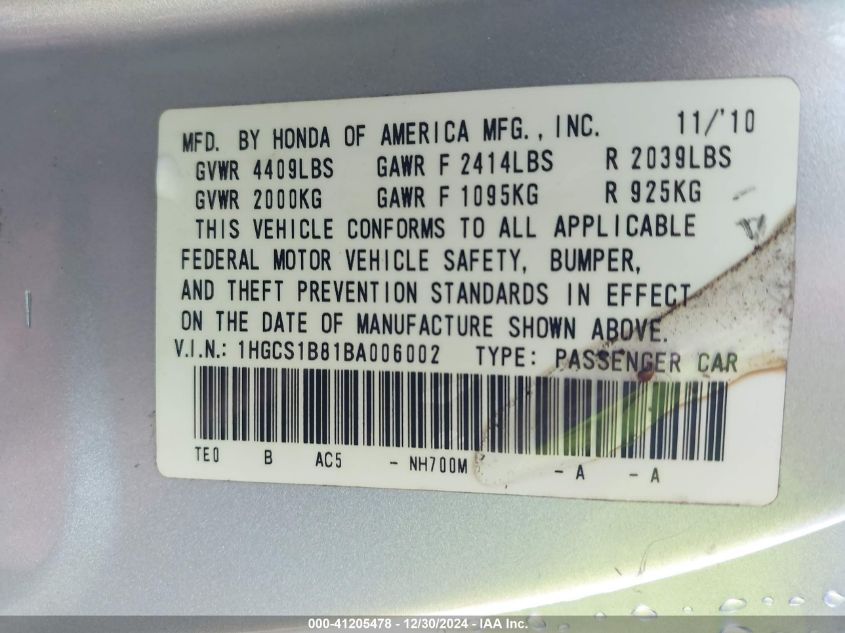 MFD. BY HONDA OF AMERICA MFG., INC. 11/'10
GVWR 4409LBS GAWR F 2414LBS R 2039LBS
GVWR 2000KG GAWR F 1095KG R 925KG
THIS VEHICLE CONFORMS TO ALL APPLICABLE
FEDERAL MOTOR VEHICLE SAFETY, BUMPER,
AND THEFT PREVENTION STANDARDS IN EFFECT
ON THE DATE OF MANUFACTURE SHOWN ABOVE.
V.I.N.: 1HGCS1B81BA006002 TYPE: PASSENGER CAR
TE0 B AC5 - NH700M - A - A
000-41205478 - 12/30/2024 - IAA Inc.